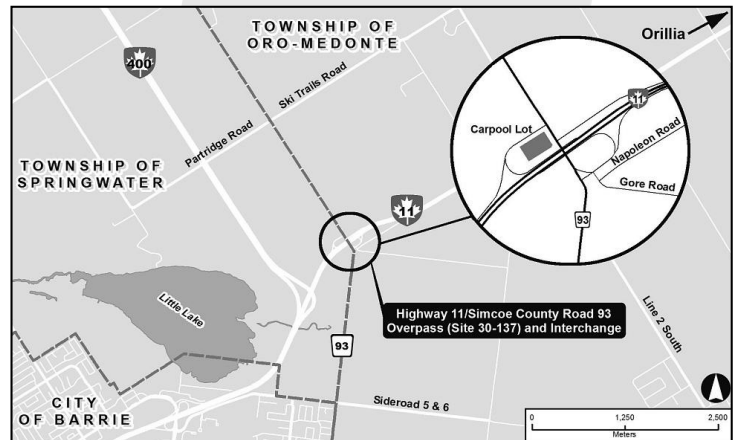 TOWNSHIP OF
ORO-MEDONTE
Orillia
400
Ski Trails Road
Partridge Road
TOWNSHIP OF
SPRINGWATER
11
Carpool Lot
11
Napoleon Road
Gore Road
93
Little Lake
Highway 11/Simcoe County Road 93
Overpass (Site 30-137) and Interchange
Line 2 South
93
Sideroad 5 & 6
CITY
OF BARRIE
0 1,250 2,500
Meters